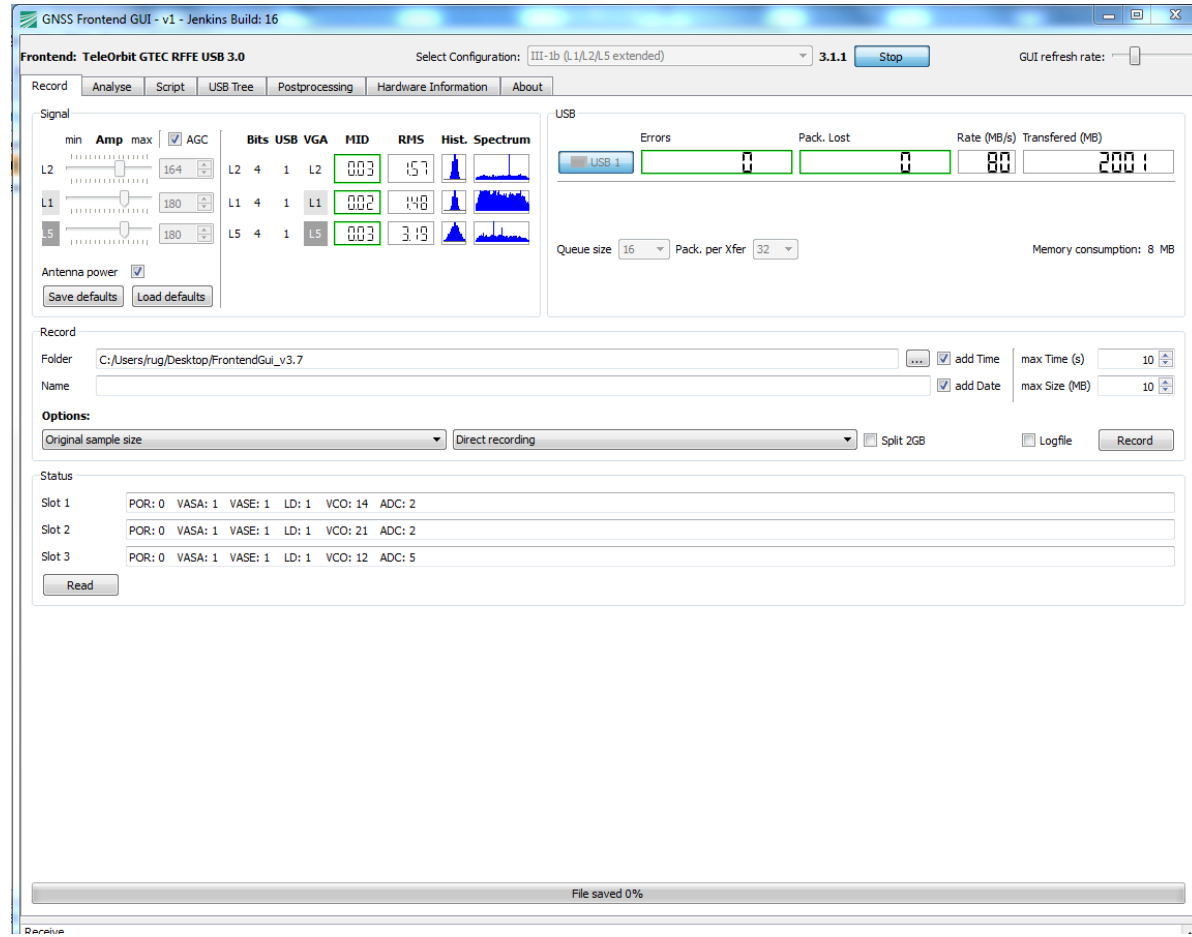 GNSS Frontend GUI - v1 - Jenkins Build: 16
Frontend: TeleOrbit GTEC RFFE USB 3.0 Select Configuration: III-1b (L1/L2/L5 extended) 3.1.1 Stop GUI refresh rate:
Record Analyse Script USB Tree Postprocessing Hardware Information About
Signal
min Amp max AGC Bits USB VGA MID RMS Hist. Spectrum
L2 164 L2 4 1 L2 0.03 1.57
L1 180 L1 4 1 L1 0.02 1.48
L5 180 L5 4 1 L5 0.03 3.19
Antenna power
Save defaults Load defaults
USB
Errors Pack. Lost Rate (MB/s) Transfered (MB)
USB 1 0 0 80 2001
Queue size 16 Pack. per Xfer 32 Memory consumption: 8 MB
Record
Folder C:/Users/rug/Desktop/FrontendGui_v3.7 ... add Time max Time (s) 10
Name add Date max Size (MB) 10
Options:
Original sample size Direct recording Split 2GB Logfile Record
Status
Slot 1 POR: 0 VASA: 1 VASE: 1 LD: 1 VCO: 14 ADC: 2
Slot 2 POR: 0 VASA: 1 VASE: 1 LD: 1 VCO: 21 ADC: 2
Slot 3 POR: 0 VASA: 1 VASE: 1 LD: 1 VCO: 12 ADC: 5
Read
File saved 0%
Receive